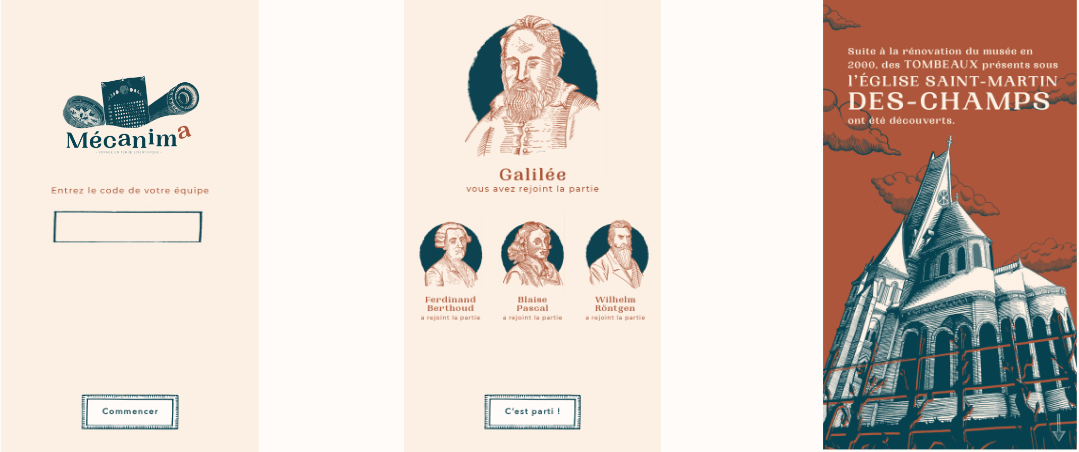 Mécanima
Entrez le code de votre équipe
Commencer
Galilée
vous avez rejoint la partie
Ferdinand
Berthoud
a rejoint la partie
Blaise
Pascal
a rejoint la partie
Wilhelm
Röntgen
a rejoint la partie
C'est parti !
Suite à la rénovation du musée en
2000, des TOMBEAUX présents sous
l'ÉGLISE SAINT-MARTIN
DES-CHAMPS
ont été découverts.